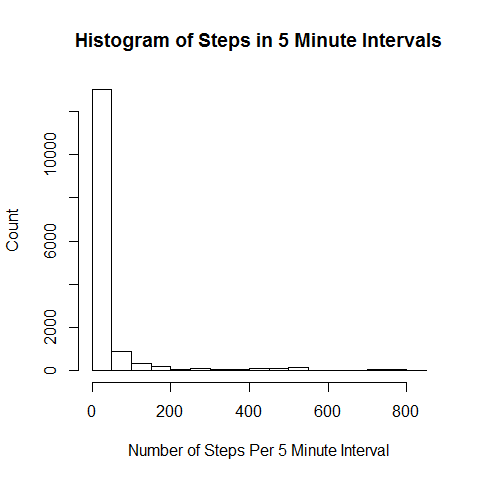 Histogram of Steps in 5 Minute Intervals
Count
10000
6000
2000
0
0 200 400 600 800
Number of Steps Per 5 Minute Interval